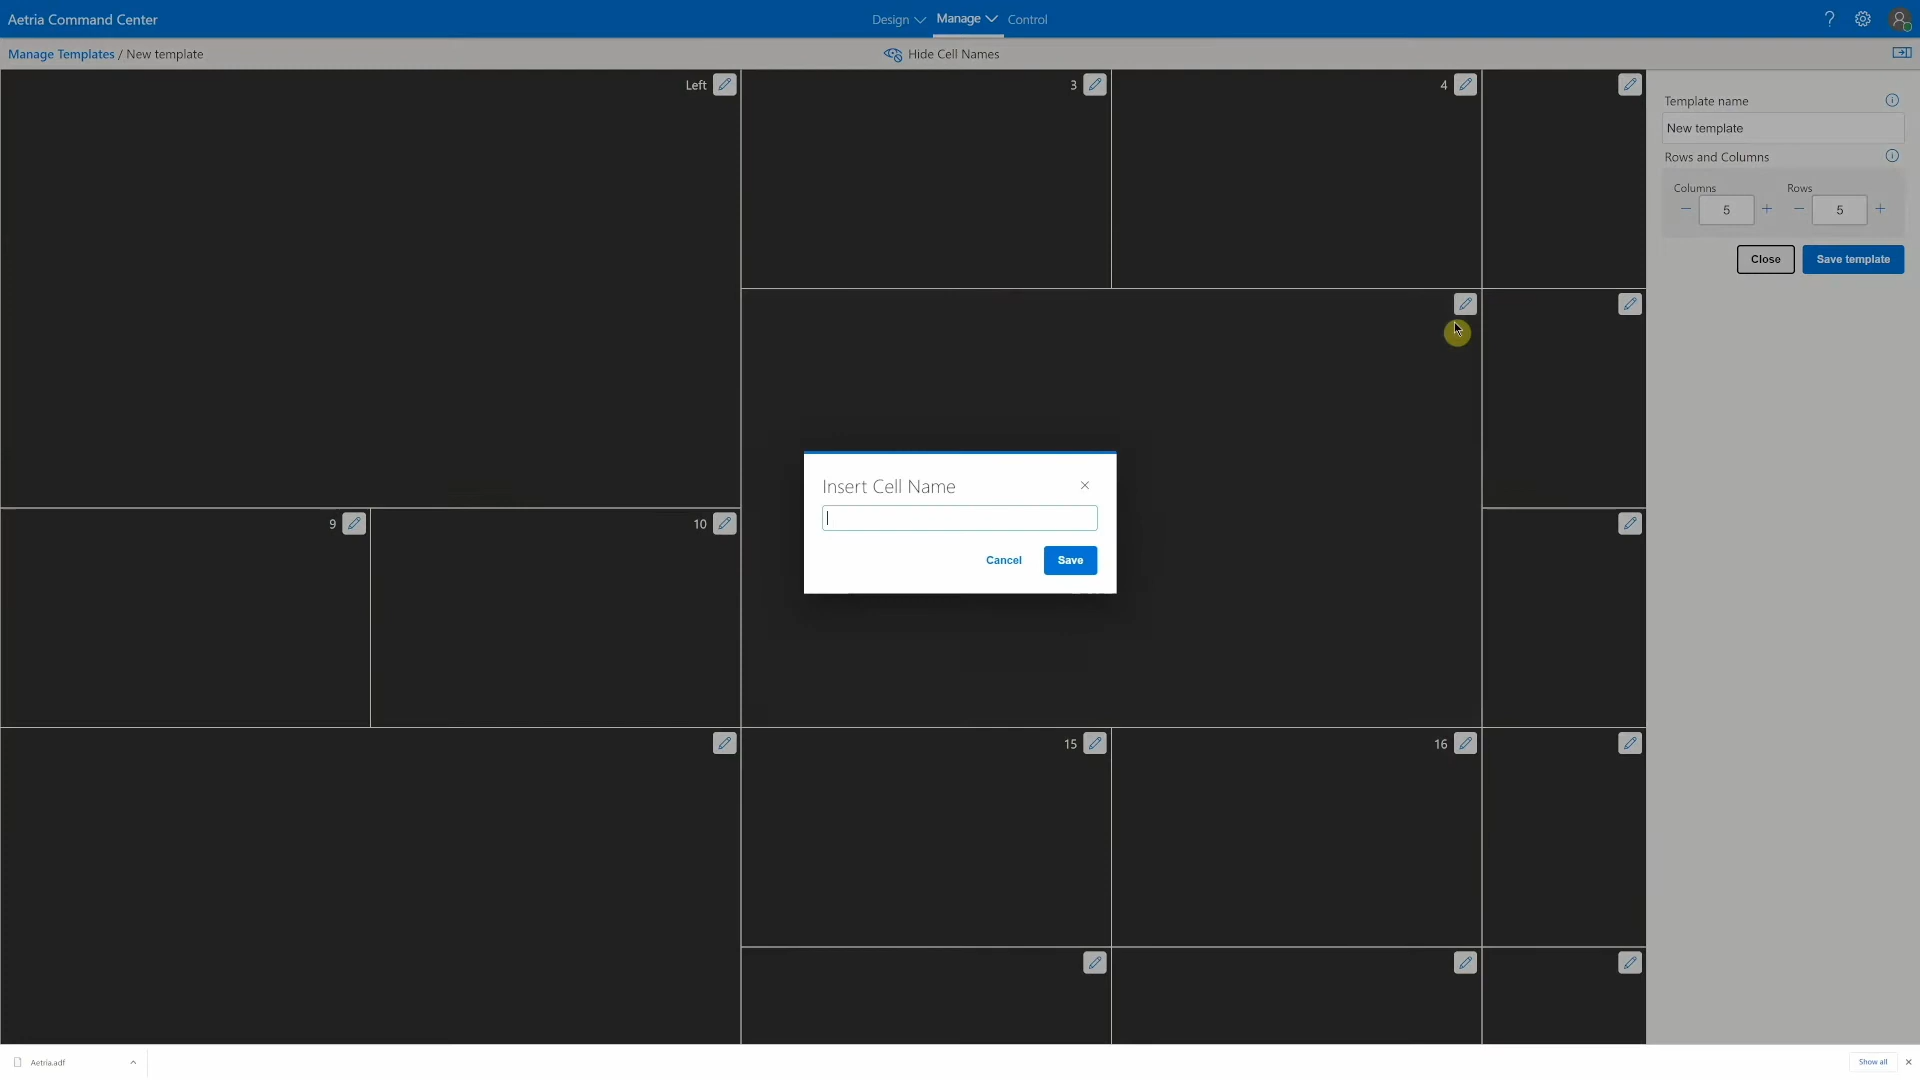 Aetria Command Center
Design
Manage
Control
?
Manage Templates / New template
Hide Cell Names
Left
3
4
Template name
New template
Rows and Columns
Columns
Rows
− 5 +
− 5 +
Close
Save template
Insert Cell Name
Cancel
Save
9
10
15
16
Aetria.adf
Show all